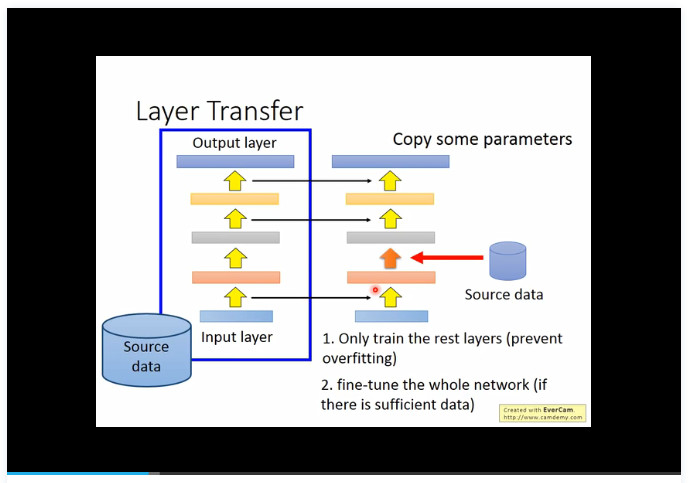 Layer Transfer
Output layer
Copy some parameters
Source data
Input layer
Source
data
1. Only train the rest layers (prevent
overfitting)
2. fine-tune the whole network (if
there is sufficient data)
Created with EverCam.
http://www.camdemy.com